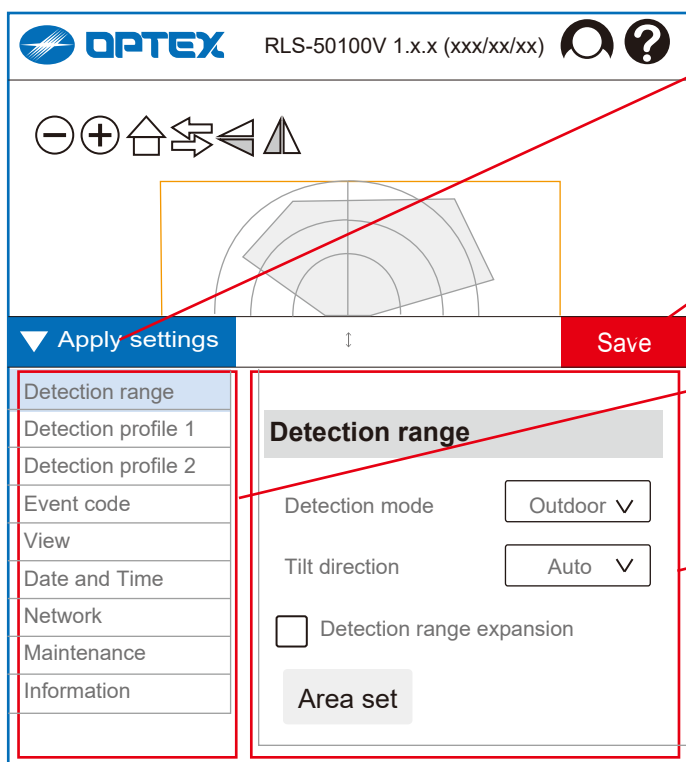 OPTEX RLS-50100V 1.x.x (xxx/xx/xx) ?
Apply settings
Save
Detection range
Detection profile 1
Detection profile 2
Event code
View
Date and Time
Network
Maintenance
Information
Detection range
Detection mode Outdoor
Tilt direction Auto
Detection range expansion
Area set